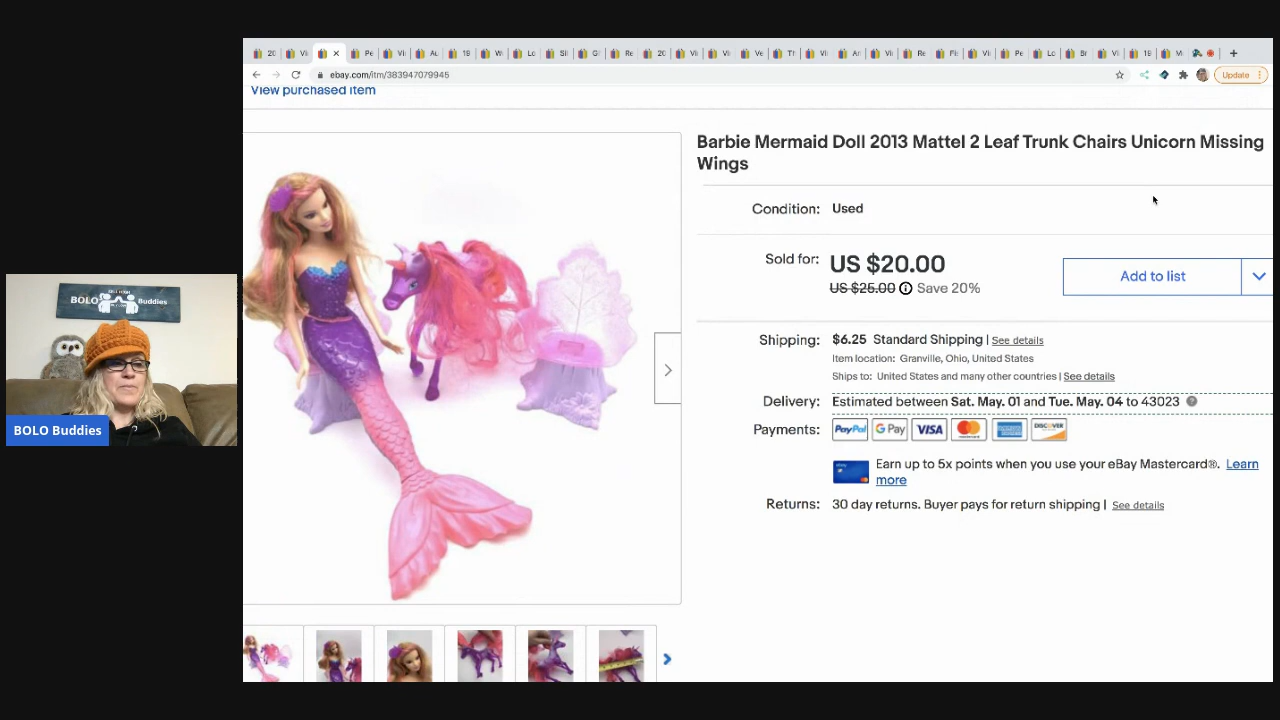 ebay.com/itm/383947079945
Update
View purchased item
Barbie Mermaid Doll 2013 Mattel 2 Leaf Trunk Chairs Unicorn Missing
Wings
Condition: Used
Sold for: US $20.00
US $25.00 Save 20%
Add to list
Shipping: $6.25 Standard Shipping | See details
Item location: Granville, Ohio, United States
Ships to: United States and many other countries | See details
Delivery: Estimated between Sat. May. 01 and Tue. May. 04 to 43023
Payments: PayPal G Pay VISA mastercard DISCOVER
ebay Earn up to 5x points when you use your eBay Mastercard®. Learn
more
Returns: 30 day returns. Buyer pays for return shipping | See details
BOLO Buddies
BOLO Buddies